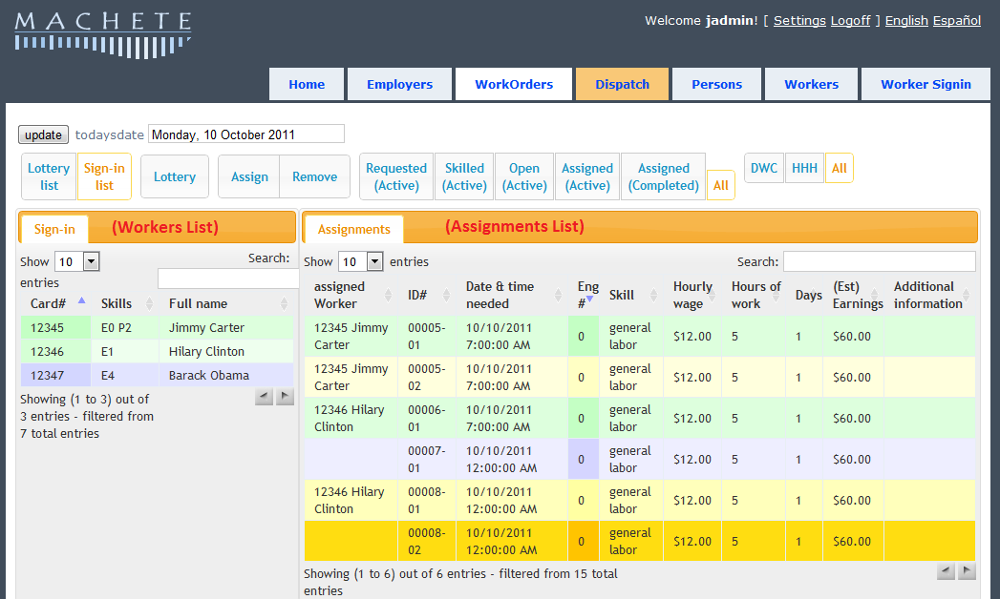 MACHETE
Welcome jadmin! [ Settings Logoff ] English Español
Home Employers WorkOrders Dispatch Persons Workers Worker Signin
update todaysdate Monday, 10 October 2011
Lottery list
Sign-in list
Lottery
Assign
Remove
Requested (Active)
Skilled (Active)
Open (Active)
Assigned (Active)
Assigned (Completed)
All
DWC
HHH
All
Sign-in (Workers List)
Show 10 entries
Search:
Card# Skills Full name
12345 E0 P2 Jimmy Carter
12346 E1 Hilary Clinton
12347 E4 Barack Obama
Showing (1 to 3) out of
3 entries - filtered from
7 total entries
Assignments (Assignments List)
Show 10 entries
Search:
assigned Worker ID# Date & time needed Eng # Skill Hourly wage Hours of work Days (Est) Earnings Additional information
12345 Jimmy Carter 00005-01 10/10/2011 7:00:00 AM 0 general labor $12.00 5 1 $60.00
12345 Jimmy Carter 00005-02 10/10/2011 7:00:00 AM 0 general labor $12.00 5 1 $60.00
12346 Hilary Clinton 00006-01 10/10/2011 7:00:00 AM 0 general labor $12.00 5 1 $60.00
00007-01 10/10/2011 12:00:00 AM 0 general labor $12.00 5 1 $60.00
12346 Hilary Clinton 00008-01 10/10/2011 12:00:00 AM 0 general labor $12.00 5 1 $60.00
00008-02 10/10/2011 12:00:00 AM 0 general labor $12.00 5 1 $60.00
Showing (1 to 6) out of 6 entries - filtered from 15 total
entries